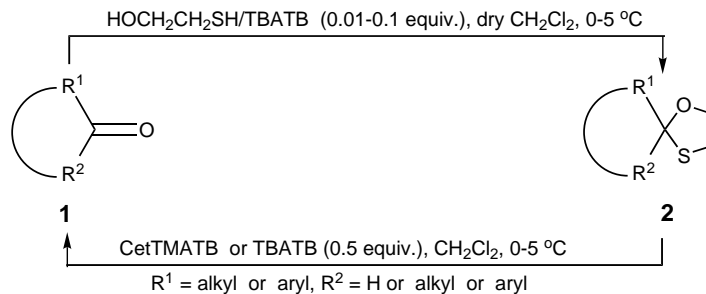 HOCH₂CH₂SH/TBATB (0.01-0.1 equiv.), dry CH₂Cl₂, 0-5 °C
R¹
O
R²
1
R¹
O
S
R²
2
CetTMATB or TBATB (0.5 equiv.), CH₂Cl₂, 0-5 °C
R¹ = alkyl or aryl, R² = H or alkyl or aryl